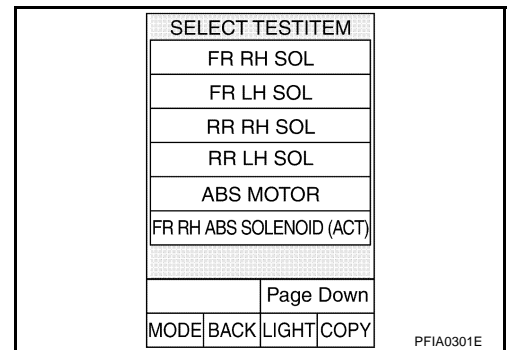 SELECT TESTITEM
FR RH SOL
FR LH SOL
RR RH SOL
RR LH SOL
ABS MOTOR
FR RH ABS SOLENOID (ACT)
Page Down
MODE BACK LIGHT COPY
PFIA0301E